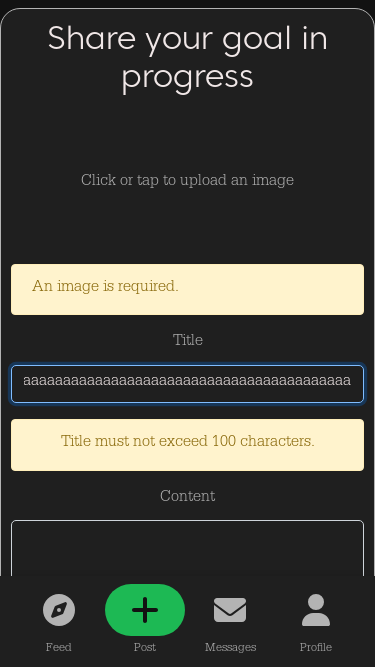 Share your goal in
progress
Click or tap to upload an image
An image is required.
Title
aaaaaaaaaaaaaaaaaaaaaaaaaaaaaaaaaaaaaaaaa
Title must not exceed 100 characters.
Content
Feed
Post
Messages
Profile